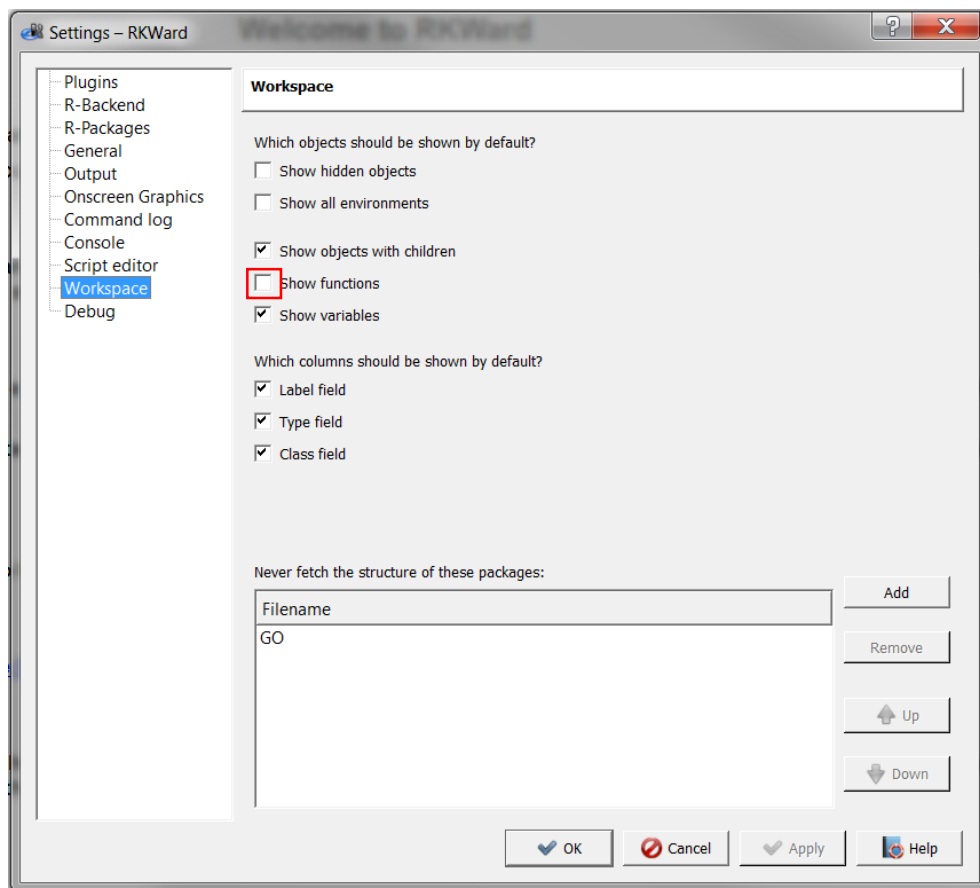 Settings – RKWard
Welcome to RKWard
Plugins
R-Backend
R-Packages
General
Output
Onscreen Graphics
Command log
Console
Script editor
Workspace
Debug
Workspace
Which objects should be shown by default?
Show hidden objects
Show all environments
Show objects with children
Show functions
Show variables
Which columns should be shown by default?
Label field
Type field
Class field
Never fetch the structure of these packages:
Filename
GO
Add
Remove
Up
Down
OK
Cancel
Apply
Help